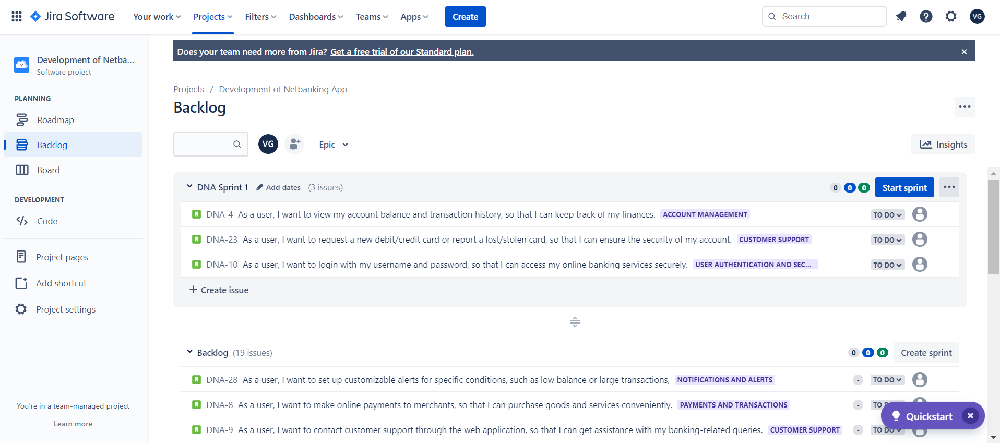 Jira Software Your work Projects Filters Dashboards Teams Apps Create Search VG
Development of Netba...
Software project
Does your team need more from Jira? Get a free trial of our Standard plan.
PLANNING
Roadmap
Backlog
Board
DEVELOPMENT
Code
Project pages
Add shortcut
Project settings
You're in a team-managed project
Learn more
Projects / Development of Netbanking App
Backlog
VG Epic Insights
DNA Sprint 1 Add dates (3 issues) 0 0 0 Start sprint
DNA-4 As a user, I want to view my account balance and transaction history, so that I can keep track of my finances. ACCOUNT MANAGEMENT TO DO
DNA-23 As a user, I want to request a new debit/credit card or report a lost/stolen card, so that I can ensure the security of my account. CUSTOMER SUPPORT TO DO
DNA-10 As a user, I want to login with my username and password, so that I can access my online banking services securely. USER AUTHENTICATION AND SEC... TO DO
+ Create issue
Backlog (19 issues) 0 0 0 Create sprint
DNA-28 As a user, I want to set up customizable alerts for specific conditions, such as low balance or large transactions, NOTIFICATIONS AND ALERTS - TO DO
DNA-8 As a user, I want to make online payments to merchants, so that I can purchase goods and services conveniently. PAYMENTS AND TRANSACTIONS - TO
DNA-9 As a user, I want to contact customer support through the web application, so that I can get assistance with my banking-related queries. CUSTOMER SUPPORT - TO DO
Quickstart